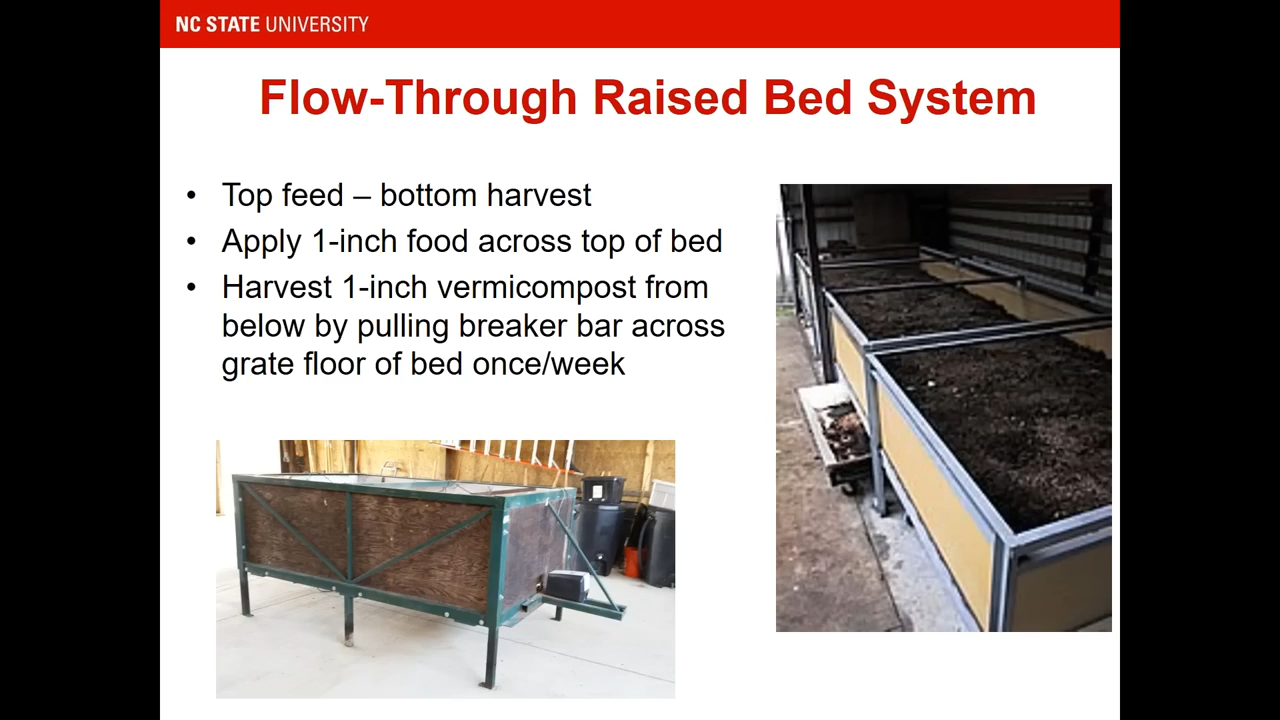 NC STATE UNIVERSITY
Flow-Through Raised Bed System
• Top feed – bottom harvest
• Apply 1-inch food across top of bed
• Harvest 1-inch vermicompost from
below by pulling breaker bar across
grate floor of bed once/week